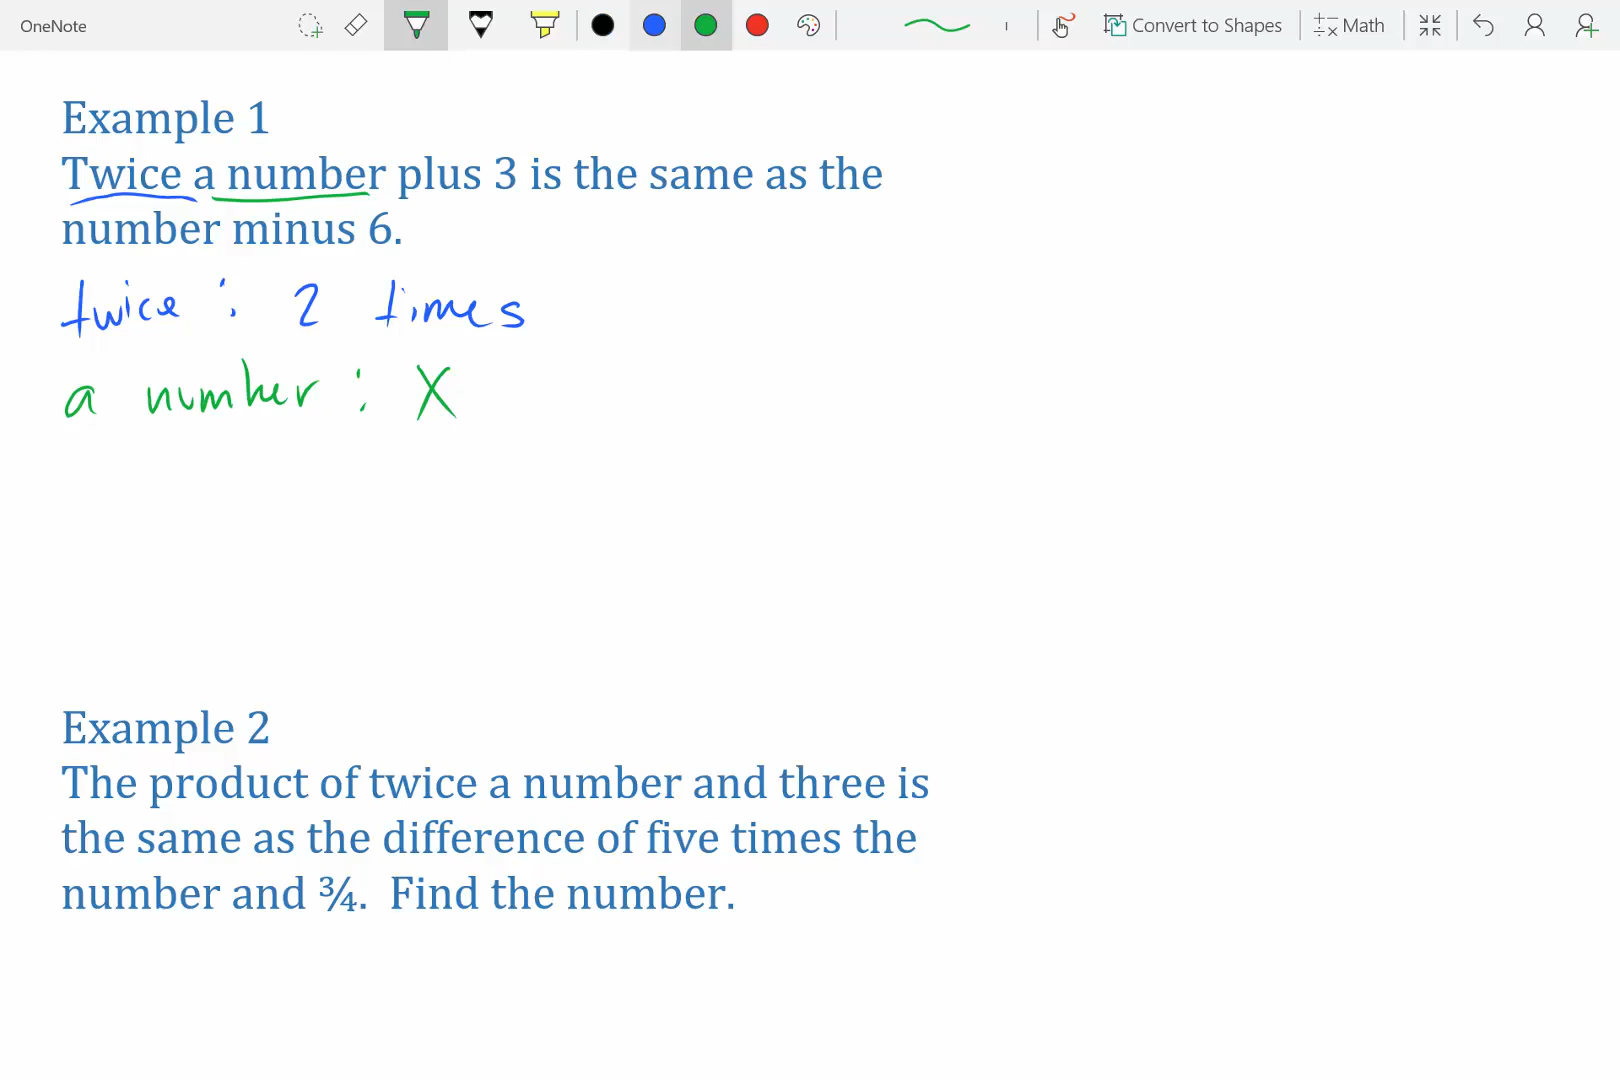 OneNote
Convert to Shapes
Math
Example 1
Twice a number plus 3 is the same as the
number minus 6.
twice : 2 times
a number : X
Example 2
The product of twice a number and three is
the same as the difference of five times the
number and ¾. Find the number.